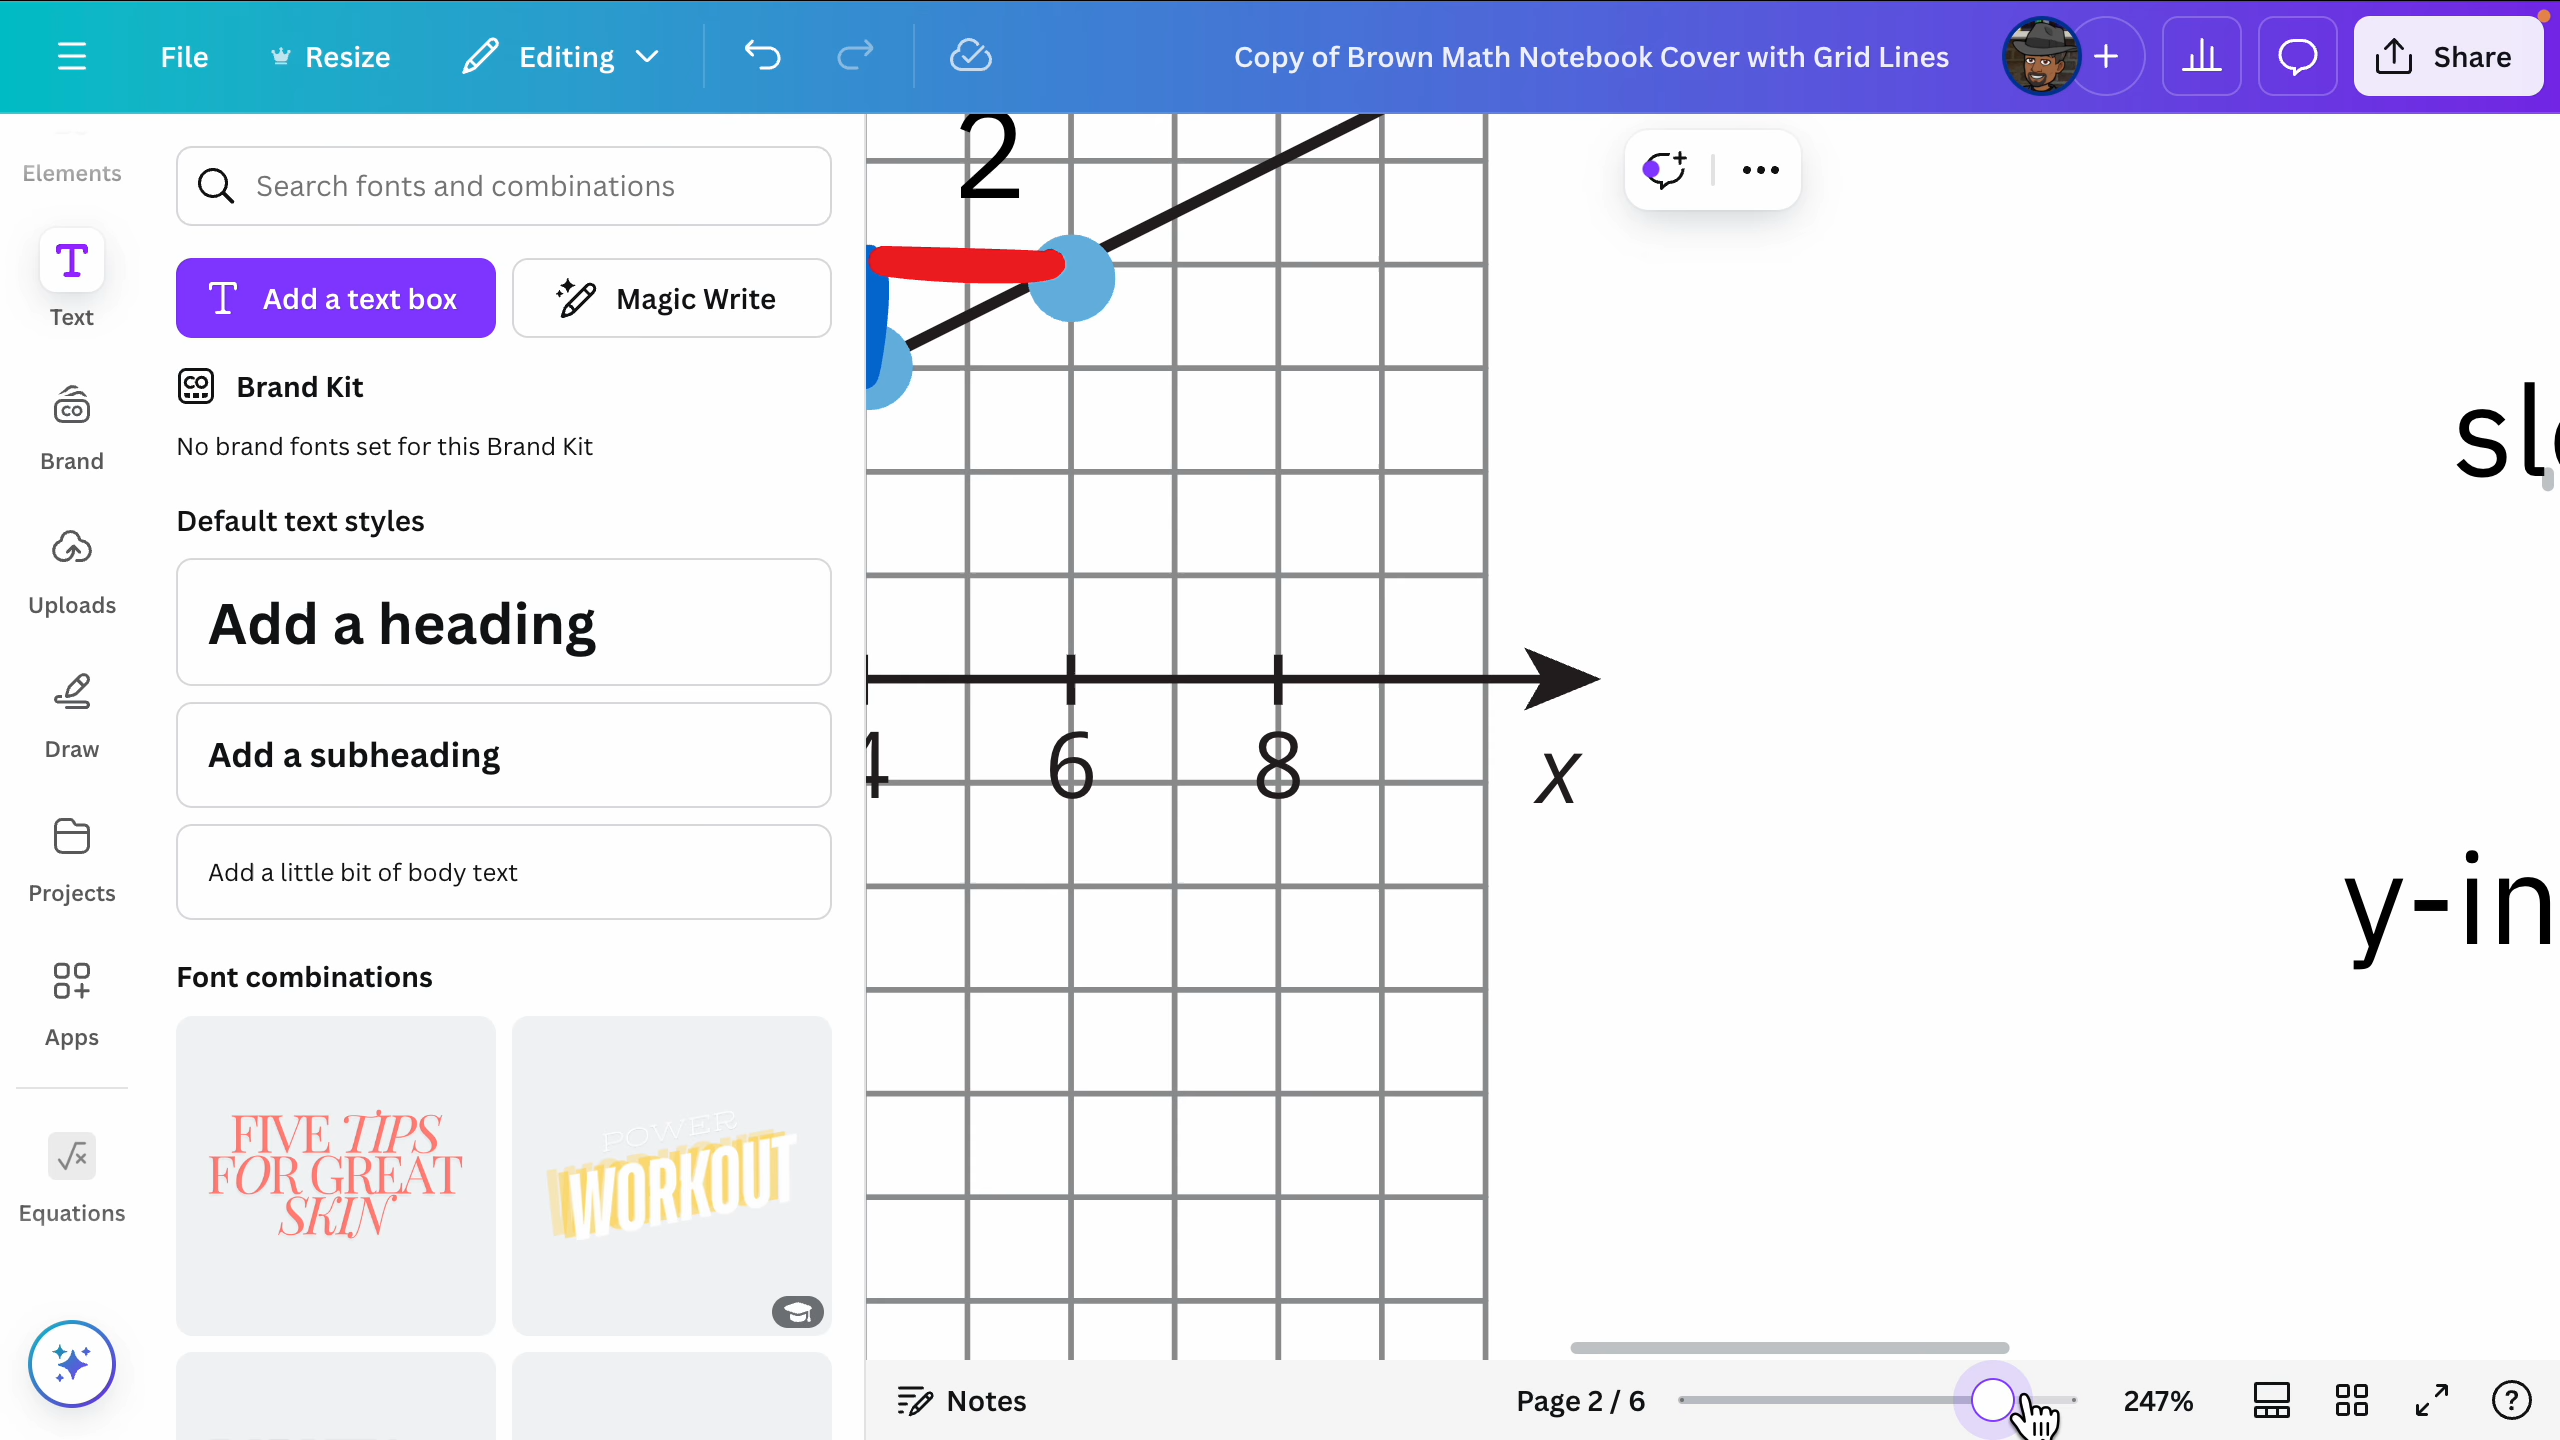 File Resize Editing Copy of Brown Math Notebook Cover with Grid Lines Share
Elements
Search fonts and combinations
Text
Add a text box Magic Write
Brand Kit
Brand
No brand fonts set for this Brand Kit
Default text styles
Uploads
Add a heading
Draw
Add a subheading
Projects
Add a little bit of body text
Apps
Font combinations
Equations
FIVE TIPS
FOR GREAT
SKIN
POWER
WORKOUT
2
4 6 8 x
y-in
Notes Page 2 / 6 247%